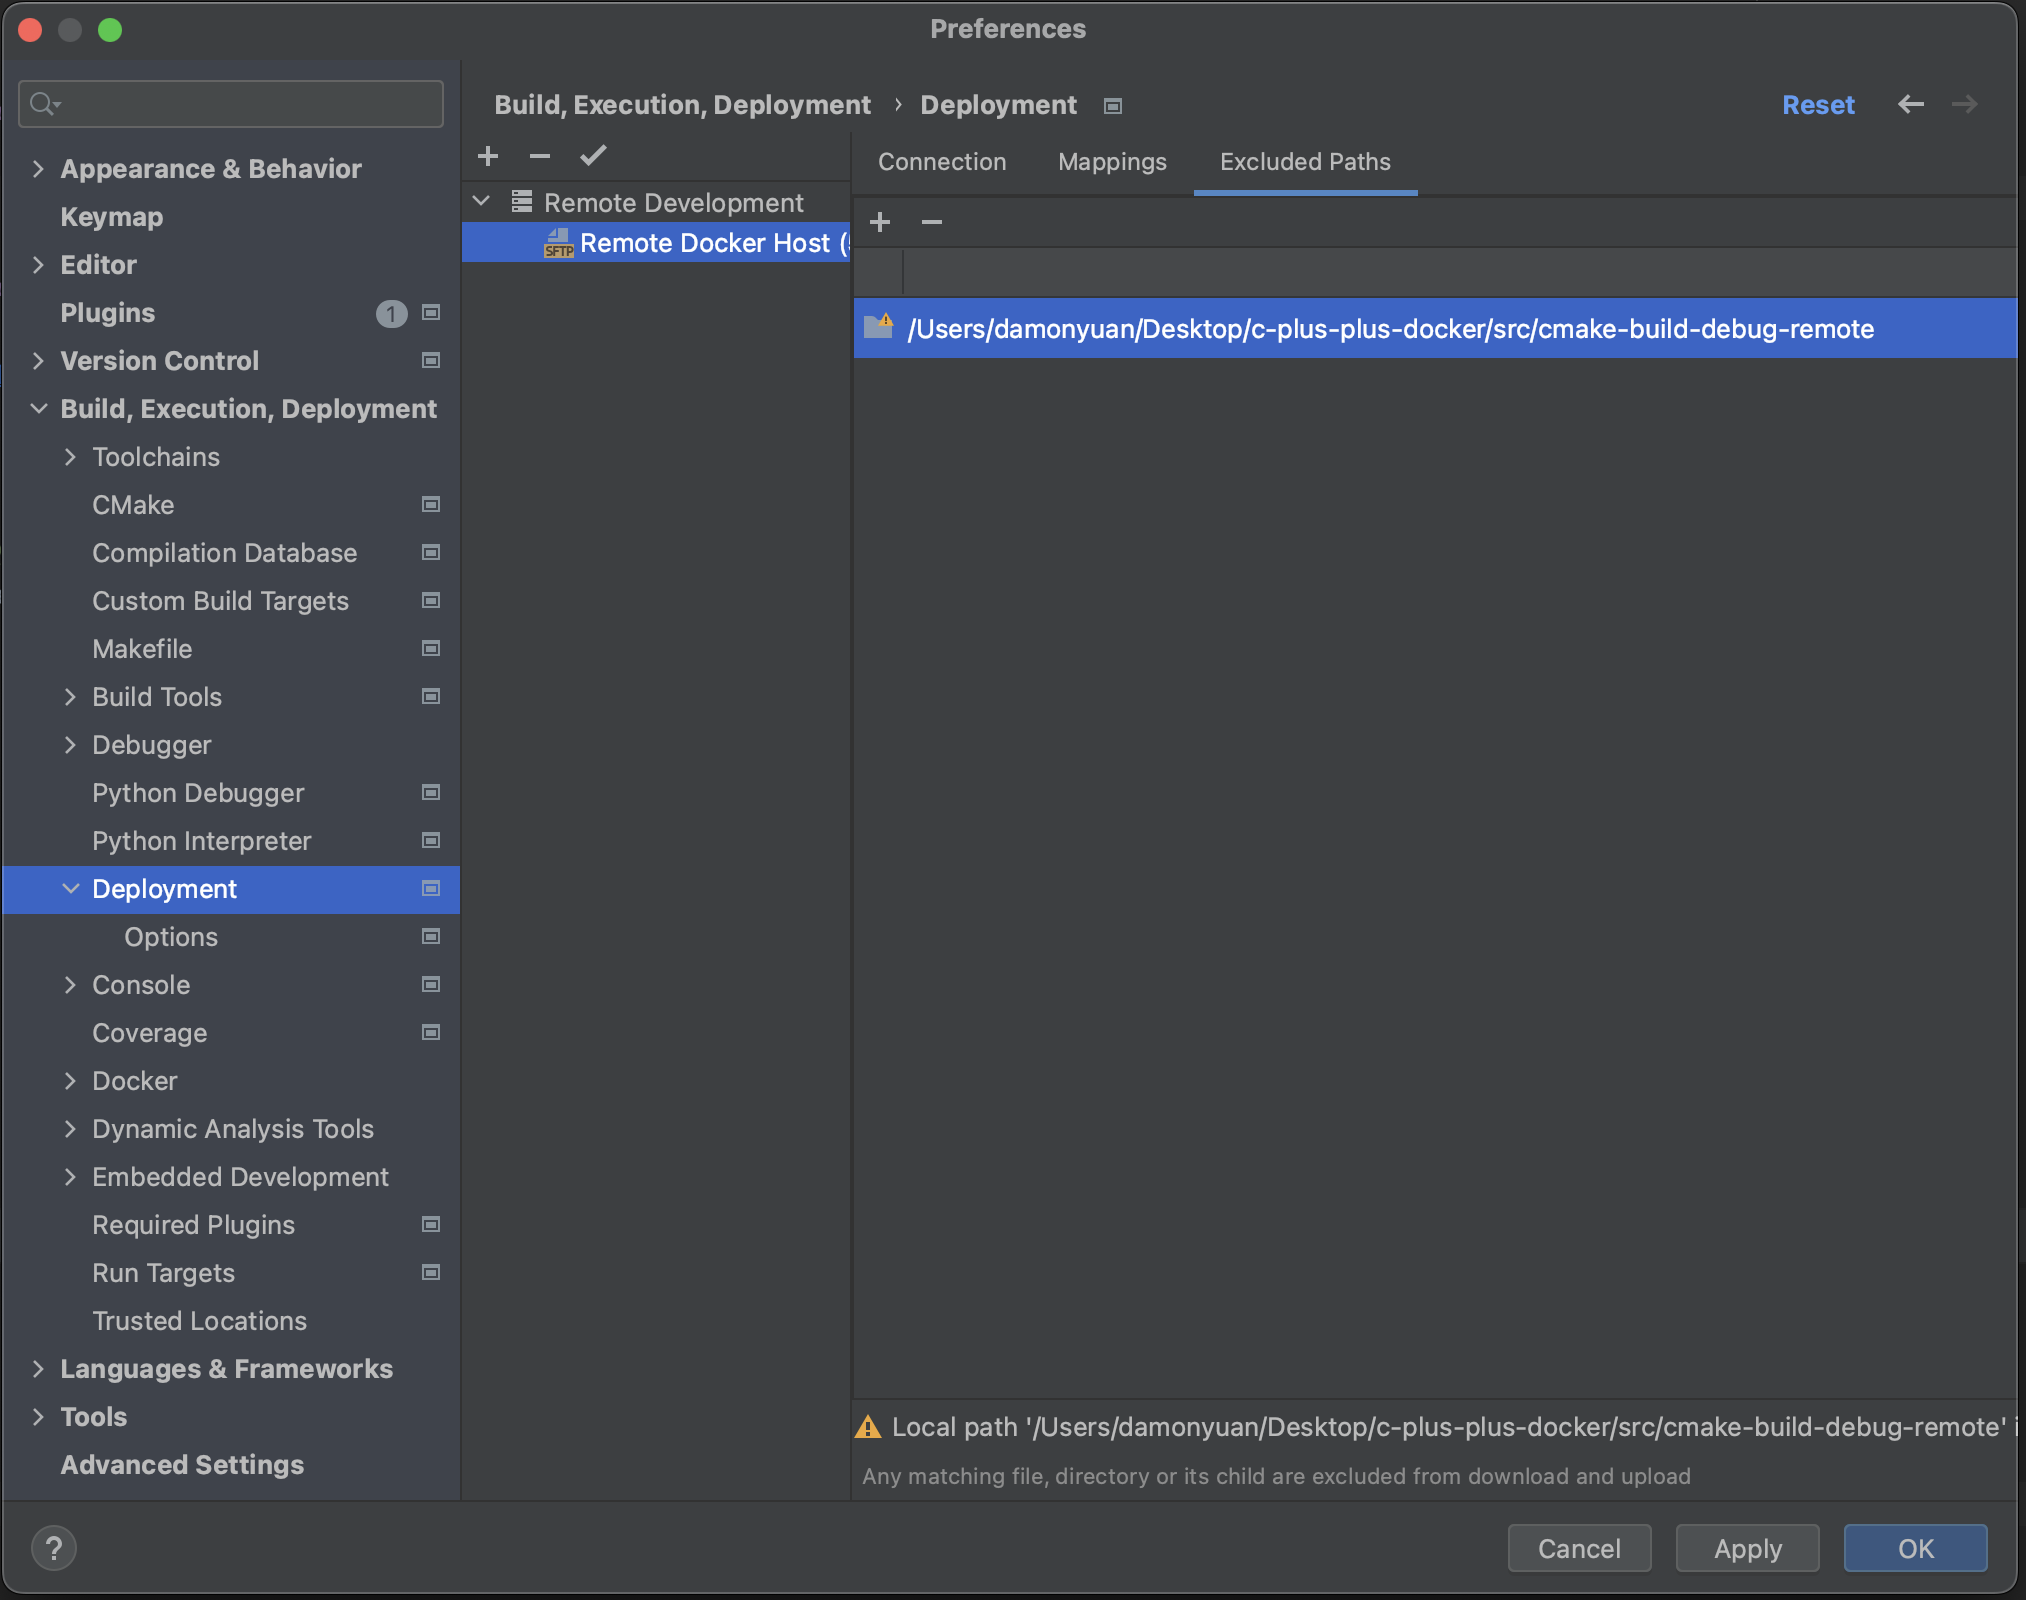 Preferences
Build, Execution, Deployment › Deployment
Reset
Appearance & Behavior
Keymap
Editor
Plugins 1
Version Control
Build, Execution, Deployment
Toolchains
CMake
Compilation Database
Custom Build Targets
Makefile
Build Tools
Debugger
Python Debugger
Python Interpreter
Deployment
Options
Console
Coverage
Docker
Dynamic Analysis Tools
Embedded Development
Required Plugins
Run Targets
Trusted Locations
Languages & Frameworks
Tools
Advanced Settings
Remote Development
SFTP Remote Docker Host (
Connection Mappings Excluded Paths
/Users/damonyuan/Desktop/c-plus-plus-docker/src/cmake-build-debug-remote
Local path '/Users/damonyuan/Desktop/c-plus-plus-docker/src/cmake-build-debug-remote'
Any matching file, directory or its child are excluded from download and upload
?
Cancel Apply OK